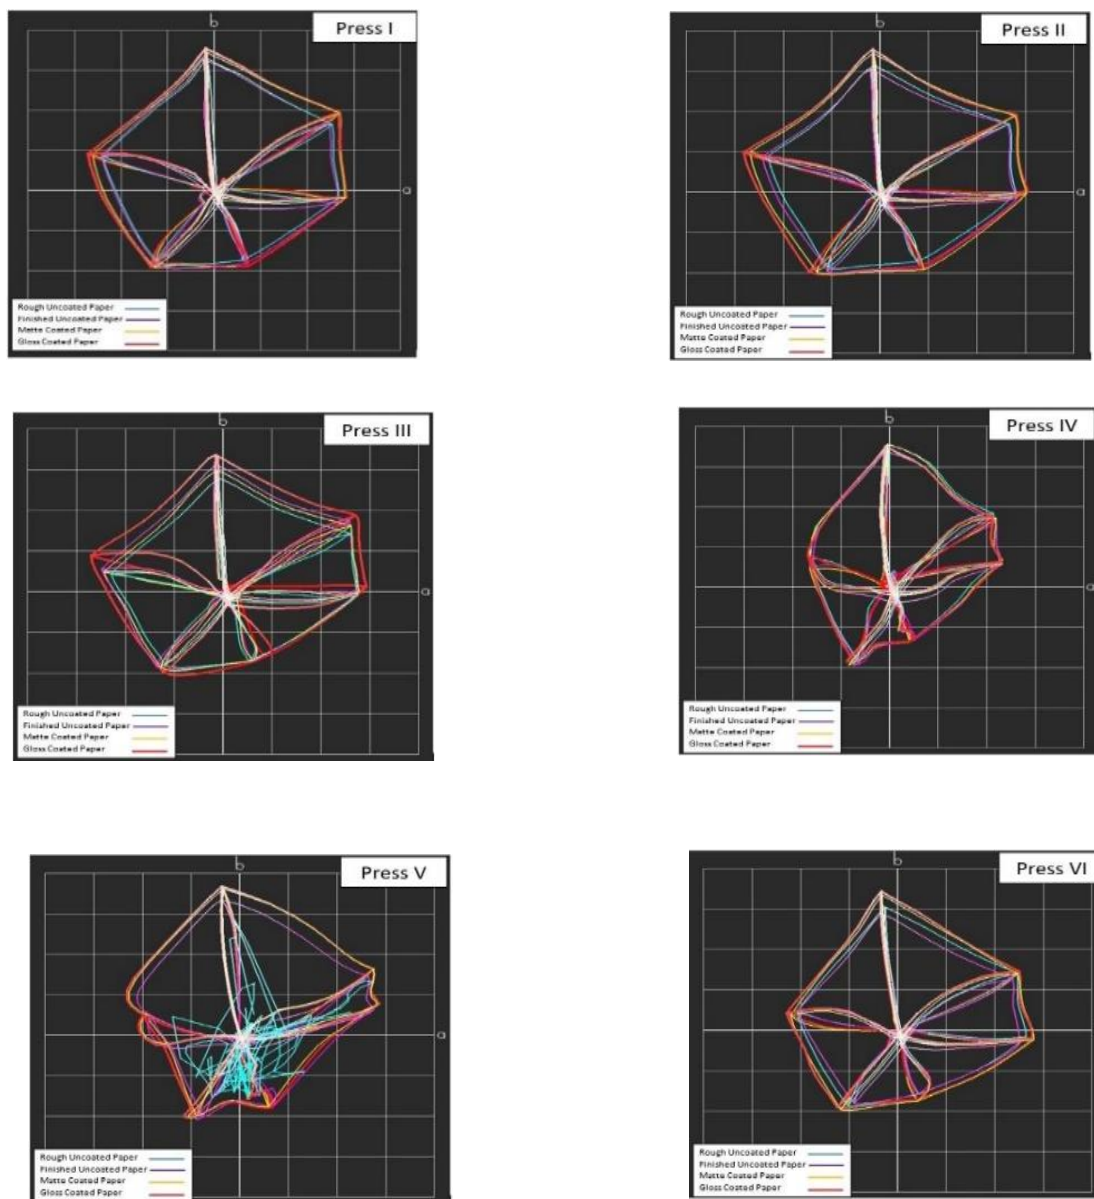 b
Press I
a
Rough Uncoated Paper
Finished Uncoated Paper
Matte Coated Paper
Gloss Coated Paper
b
Press II
a
Rough Uncoated Paper
Finished Uncoated Paper
Matte Coated Paper
Gloss Coated Paper
b
Press III
a
Rough Uncoated Paper
Finished Uncoated Paper
Matte Coated Paper
Gloss Coated Paper
b
Press IV
a
Rough Uncoated Paper
Finished Uncoated Paper
Matte Coated Paper
Gloss Coated Paper
b
Press V
a
Rough Uncoated Paper
Finished Uncoated Paper
Matte Coated Paper
Gloss Coated Paper
b
Press VI
a
Rough Uncoated Paper
Finished Uncoated Paper
Matte Coated Paper
Gloss Coated Paper